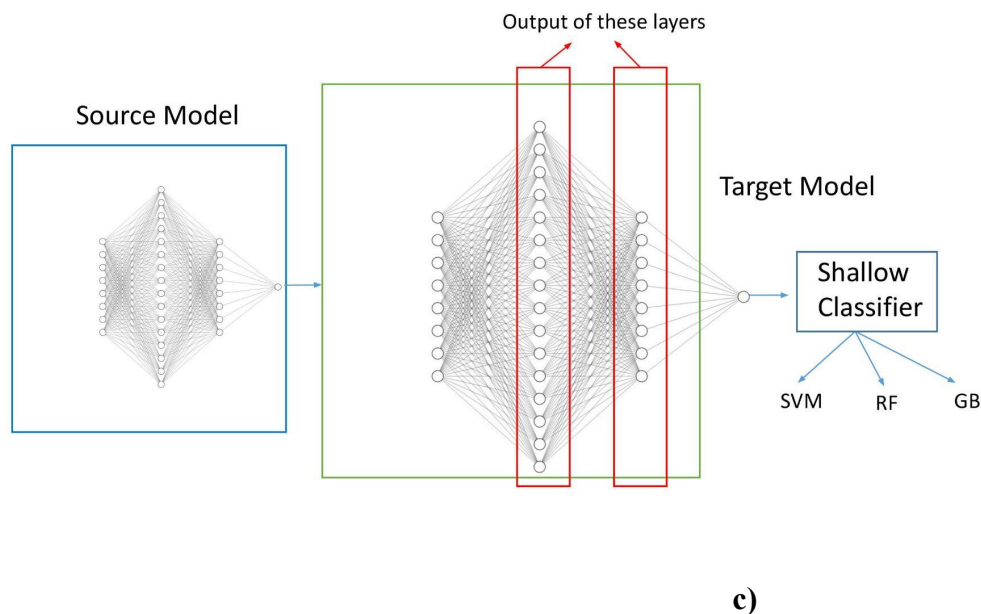 Output of these layers
Source Model
Target Model
Shallow
Classifier
SVM RF GB
c)